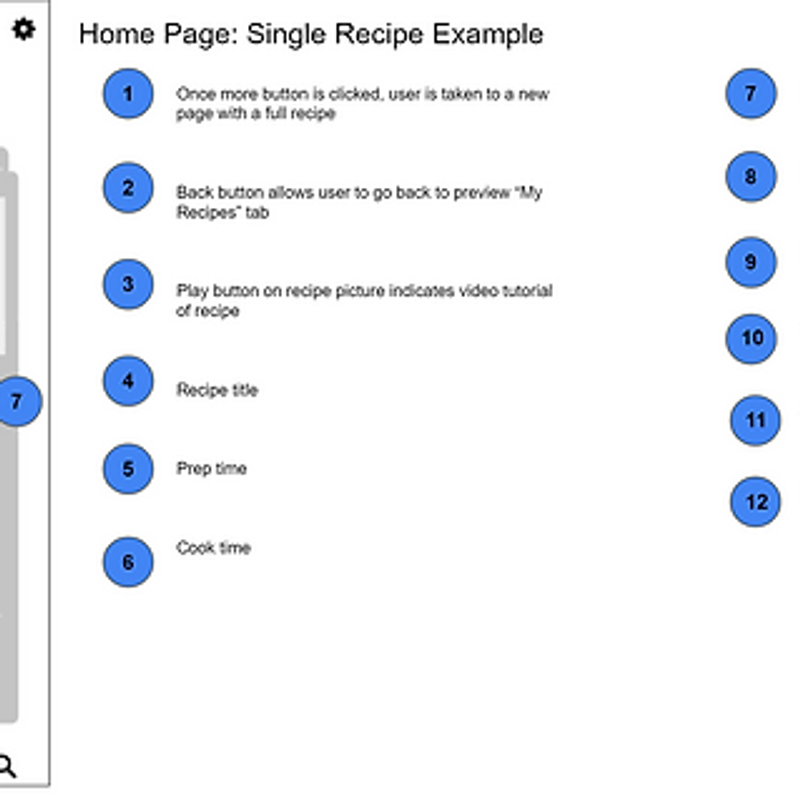 Home Page: Single Recipe Example
1
Once more button is clicked, user is taken to a new
page with a full recipe
2
Back button allows user to go back to preview “My
Recipes” tab
3
Play button on recipe picture indicates video tutorial
of recipe
4
Recipe title
5
Prep time
6
Cook time
7
7
8
9
10
11
12